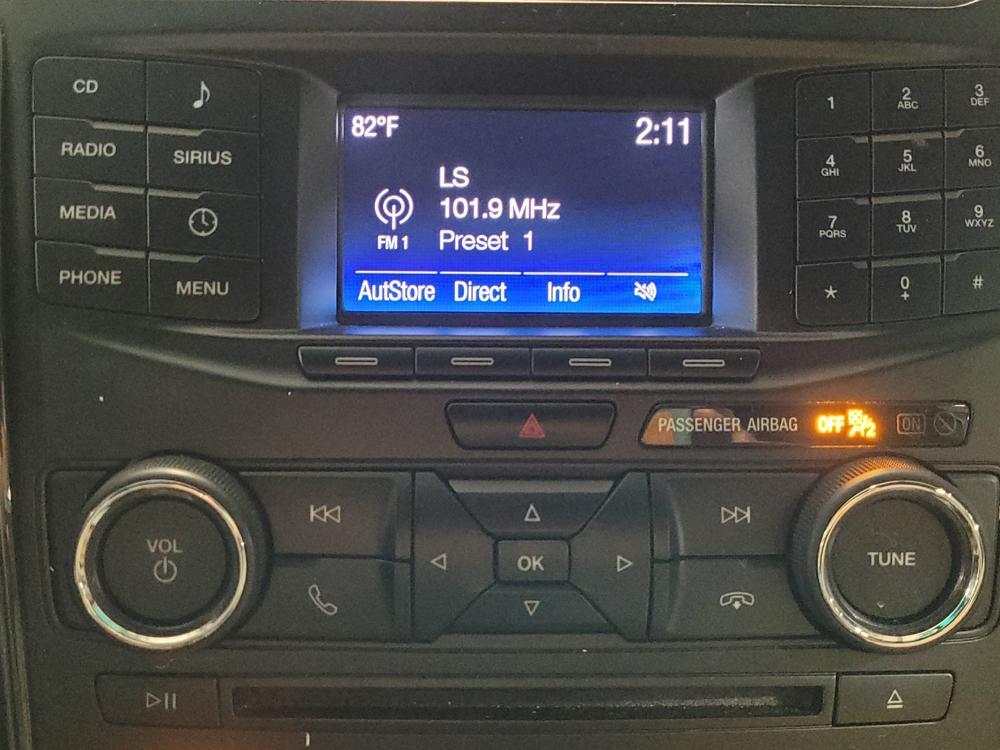 CD
RADIO
SIRIUS
MEDIA
PHONE
MENU
82°F
2:11
LS
101.9 MHz
FM 1
Preset 1
AutStore Direct Info
1
2 ABC
3 DEF
4 GHI
5 JKL
6 MNO
7 PQRS
8 TUV
9 WXYZ
*
0 +
#
PASSENGER AIRBAG OFF 2 ON
VOL
OK
TUNE